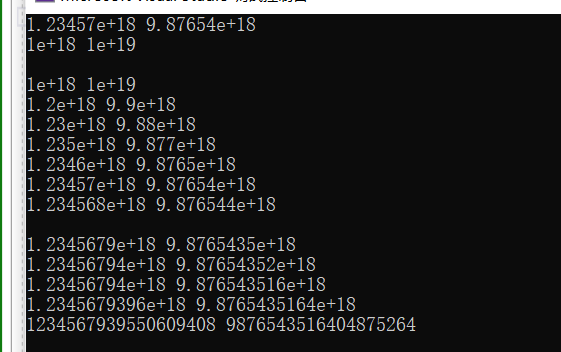 1.23457e+18 9.87654e+18
1e+18 1e+19
1e+18 1e+19
1.2e+18 9.9e+18
1.23e+18 9.88e+18
1.235e+18 9.877e+18
1.2346e+18 9.8765e+18
1.23457e+18 9.87654e+18
1.234568e+18 9.876544e+18
1.2345679e+18 9.8765435e+18
1.23456794e+18 9.87654352e+18
1.23456794e+18 9.876543516e+18
1.2345679396e+18 9.8765435164e+18
1234567939550609408 9876543516404875264